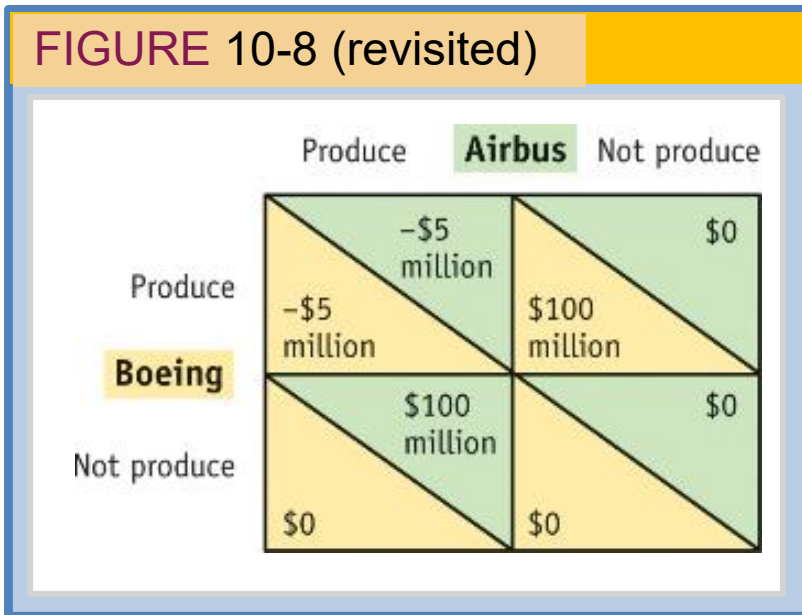 FIGURE 10-8 (revisited)
Produce Airbus Not produce
–$5
million
$0
Produce
–$5
million
$100
million
Boeing
$100
million
$0
Not produce
$0
$0